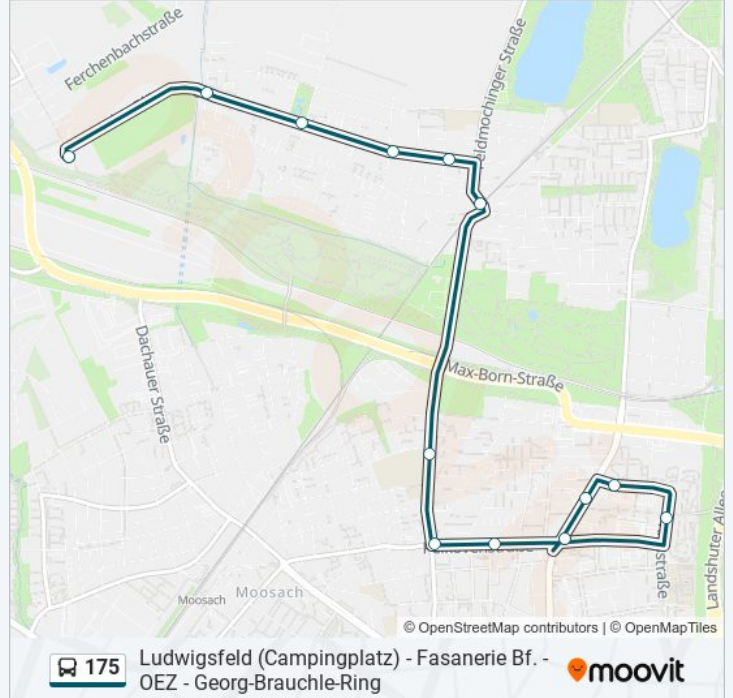 Ferchenbachstraße
eldmochinger Straße
Max-Born-Straße
Dachauer Straße
straße
Landshuter Allee
Moosach
Moosach
© OpenStreetMap contributors | © OpenMapTiles
175
Ludwigsfeld (Campingplatz) - Fasanerie Bf. -
OEZ - Georg-Brauchle-Ring
moovit